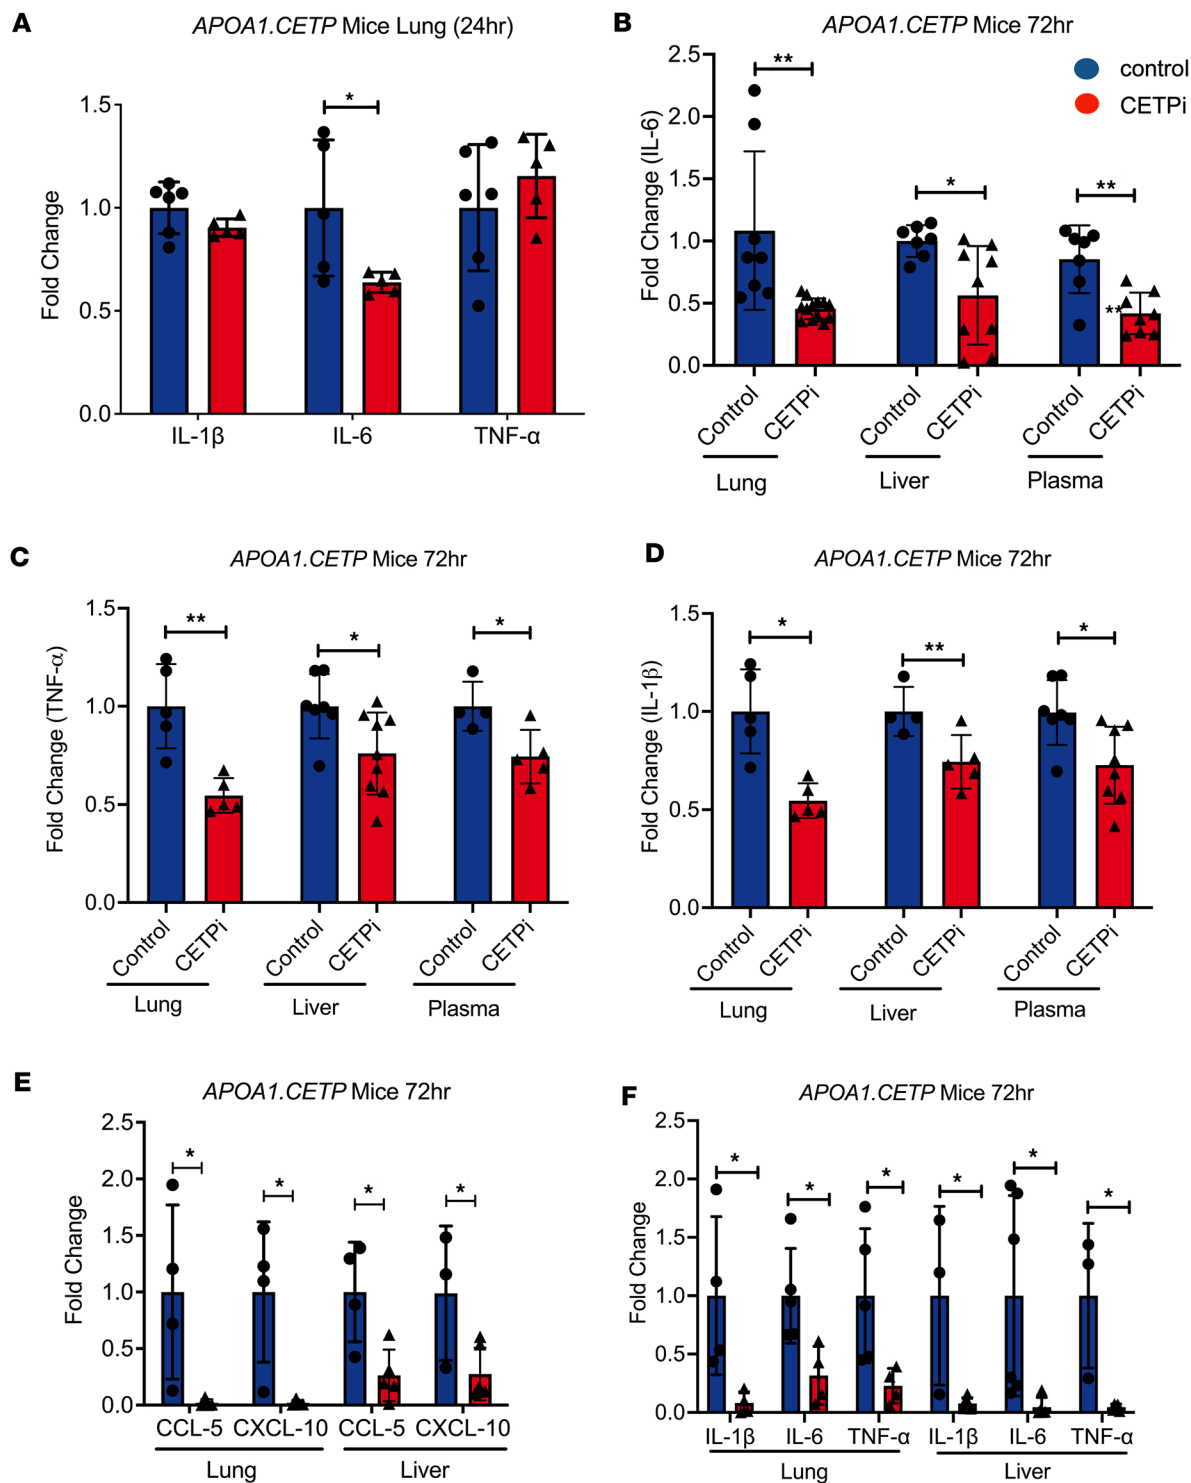 A
APOA1.CETP Mice Lung (24hr)
Fold Change
1.5
1.0
0.5
0.0
*
IL-1β IL-6 TNF-α
B
APOA1.CETP Mice 72hr
control
CETPi
Fold Change (IL-6)
2.5
2.0
1.5
1.0
0.5
0.0
** * **
**
Control CETPi Control CETPi Control CETPi
Lung Liver Plasma
C
APOA1.CETP Mice 72hr
Fold Change (TNF-α)
1.5
1.0
0.5
0.0
** * *
Control CETPi Control CETPi Control CETPi
Lung Liver Plasma
D
APOA1.CETP Mice 72hr
Fold Change (IL-1β)
1.5
1.0
0.5
0.0
* ** *
Control CETPi Control CETPi Control CETPi
Lung Liver Plasma
E
APOA1.CETP Mice 72hr
Fold Change
2.5
2.0
1.5
1.0
0.5
0.0
* * * *
CCL-5 CXCL-10 CCL-5 CXCL-10
Lung Liver
F
APOA1.CETP Mice 72hr
Fold Change
2.5
2.0
1.5
1.0
0.5
0.0
* * * * * *
IL-1β IL-6 TNF-α IL-1β IL-6 TNF-α
Lung Liver